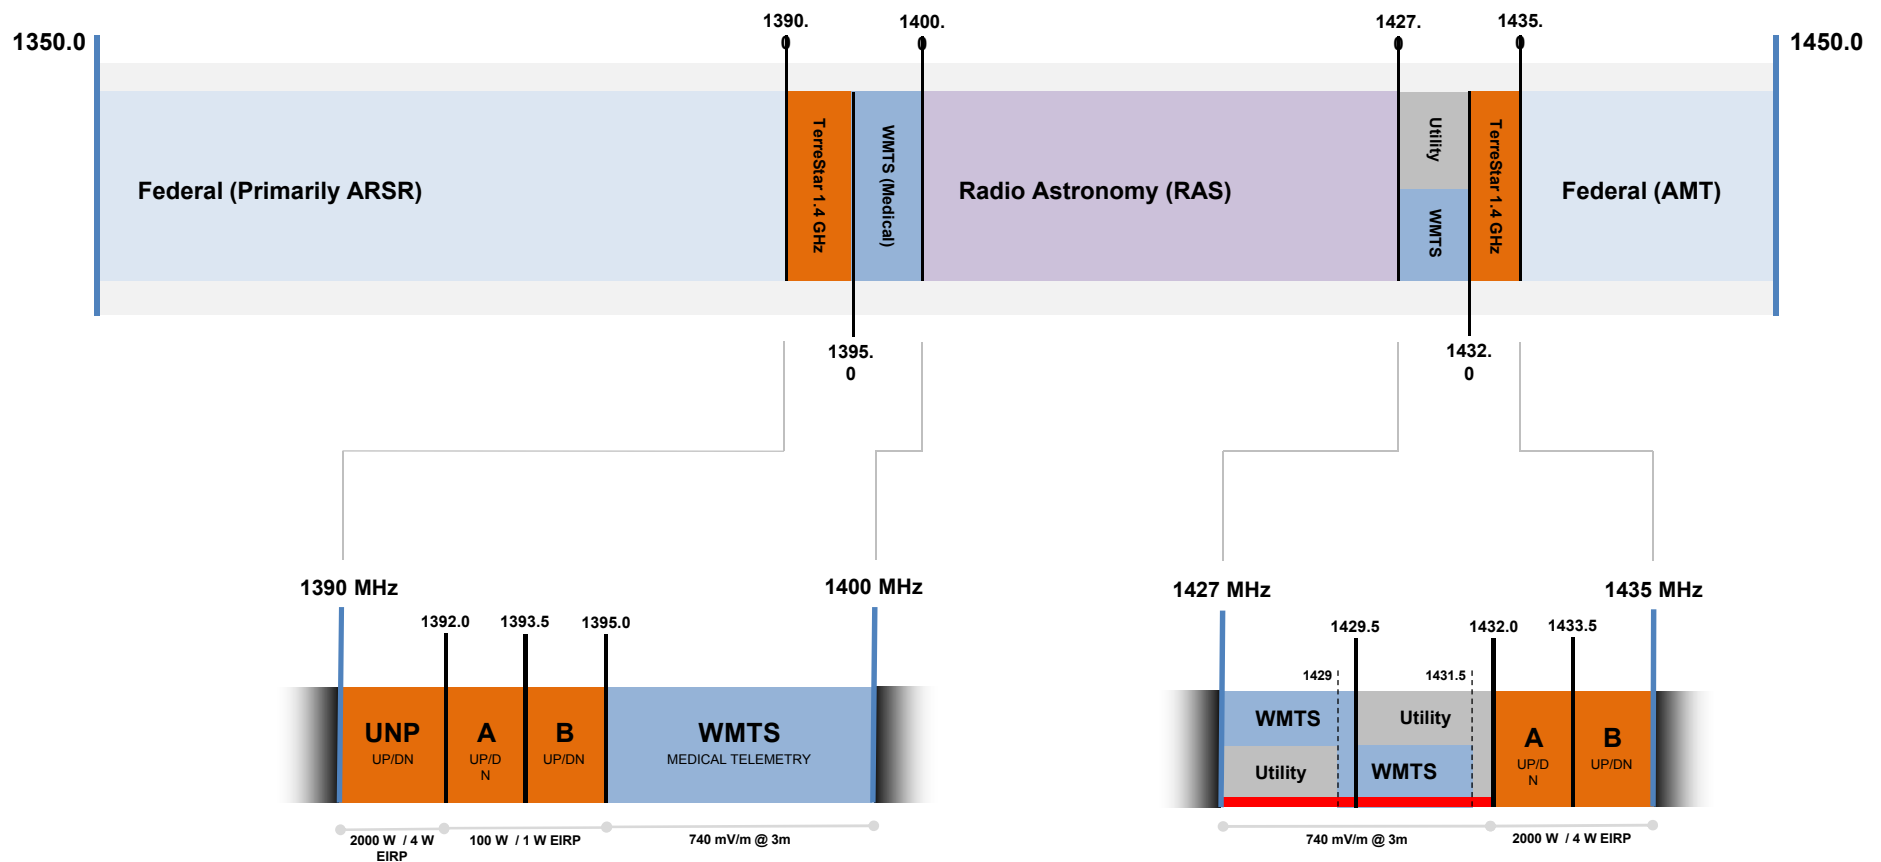 1390.
0
1400.
0
1427.
0
1435.
0
1350.0
1450.0
Federal (Primarily ARSR)
TerreStar 1.4 GHz
WMTS (Medical)
Radio Astronomy (RAS)
Utility
WMTS
TerreStar 1.4 GHz
Federal (AMT)
1395.
0
1432.
0
1390 MHz
1400 MHz
1427 MHz
1435 MHz
1392.0
1393.5
1395.0
1429.5
1432.0
1433.5
1429
1431.5
UNP
UP/DN
A
UP/D
N
B
UP/DN
WMTS
MEDICAL TELEMETRY
WMTS
Utility
Utility
WMTS
A
UP/D
N
B
UP/DN
2000 W / 4 W
EIRP
100 W / 1 W EIRP
740 mV/m @ 3m
740 mV/m @ 3m
2000 W / 4 W EIRP